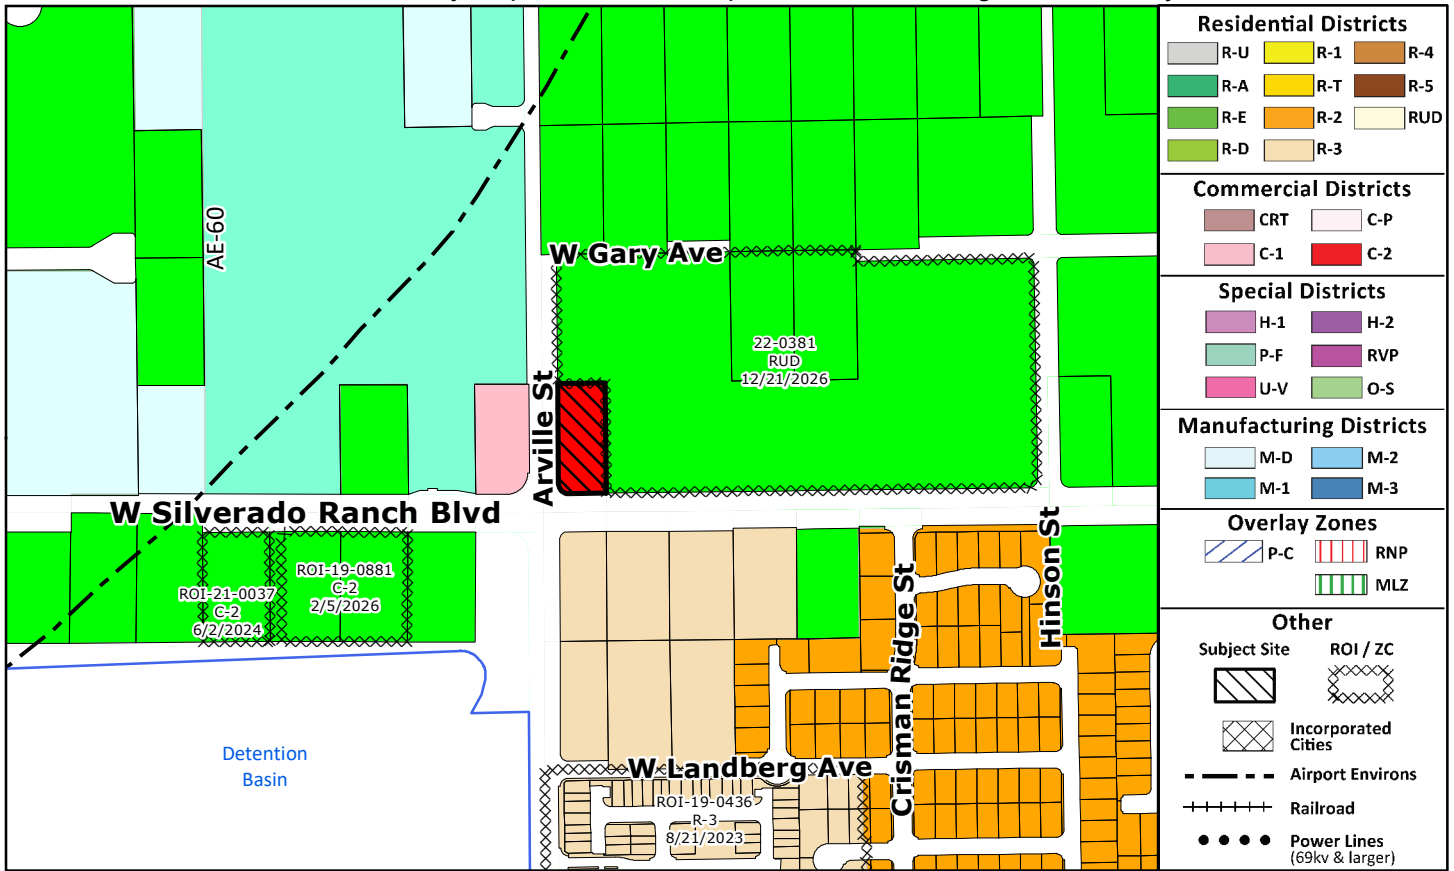 AE-60
W Gary Ave
22-0381
RUD
12/21/2026
Arville St
W Silverado Ranch Blvd
ROI-21-0037
C-2
6/2/2024
ROI-19-0881
C-2
2/5/2026
Hinson St
Crisman Ridge St
Detention
Basin
W Landberg Ave
ROI-19-0436
R-3
8/21/2023
Residential Districts
R-U R-1 R-4
R-A R-T R-5
R-E R-2 RUD
R-D R-3
Commercial Districts
CRT C-P
C-1 C-2
Special Districts
H-1 H-2
P-F RVP
U-V O-S
Manufacturing Districts
M-D M-2
M-1 M-3
Overlay Zones
P-C RNP
MLZ
Other
Subject Site ROI / ZC
Incorporated
Cities
Airport Environs
Railroad
Power Lines
(69kv & larger)